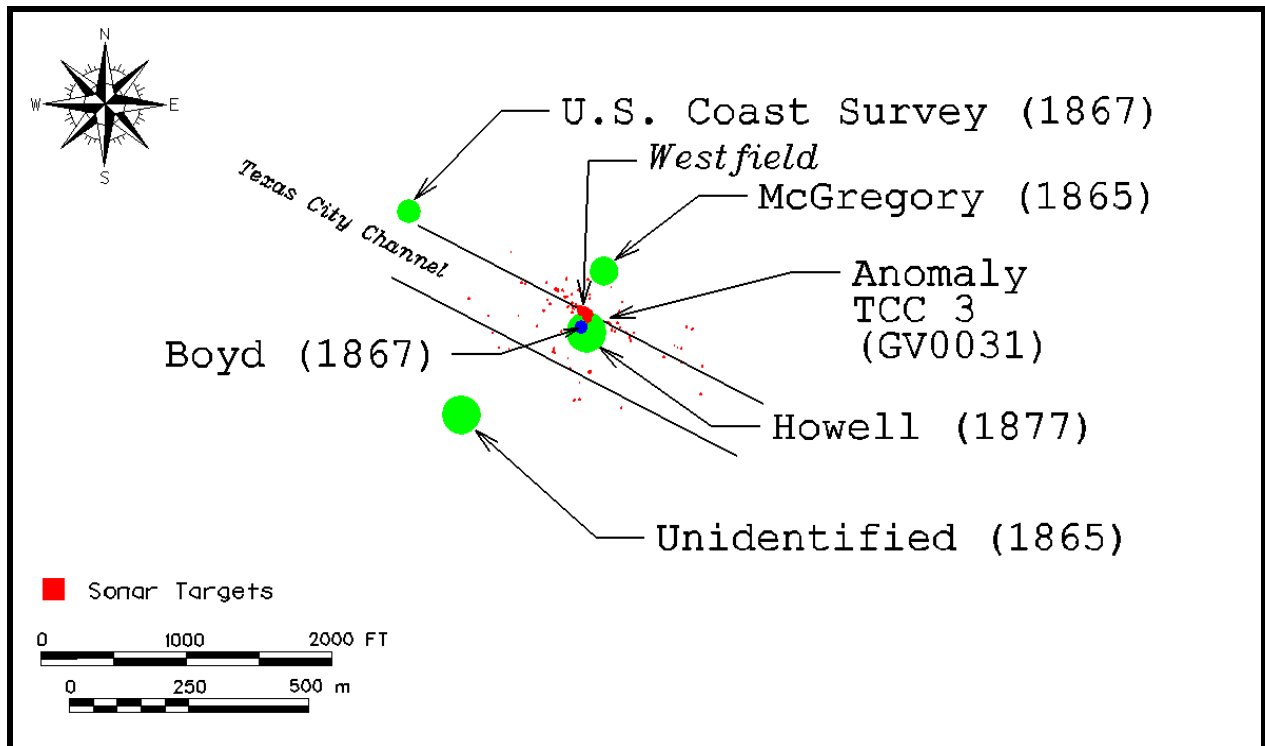 N
W E
S
U.S. Coast Survey (1867)
Westfield
McGregory (1865)
Texas City Channel
Anomaly
TCC 3
(GV0031)
Boyd (1867)
Howell (1877)
Unidentified (1865)
Sonar Targets
0 1000 2000 FT
0 250 500 m